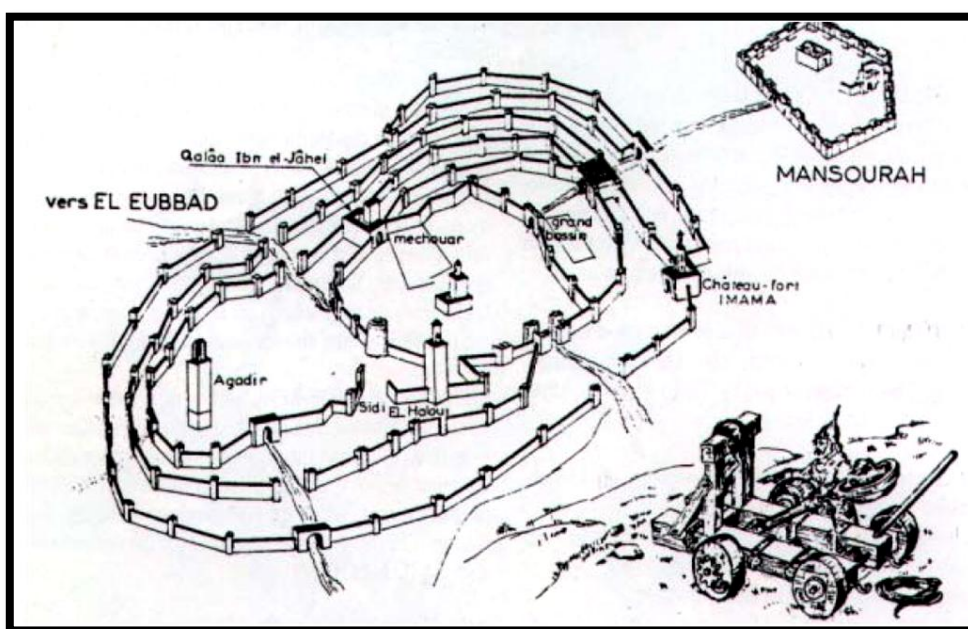 Qalâa Ibn el-Jâhel
vers EL EUBBAD
mechouar
grand
bassin
MANSOURAH
Château-fort
IMAMA
Agadir
Sidi EL Haloui